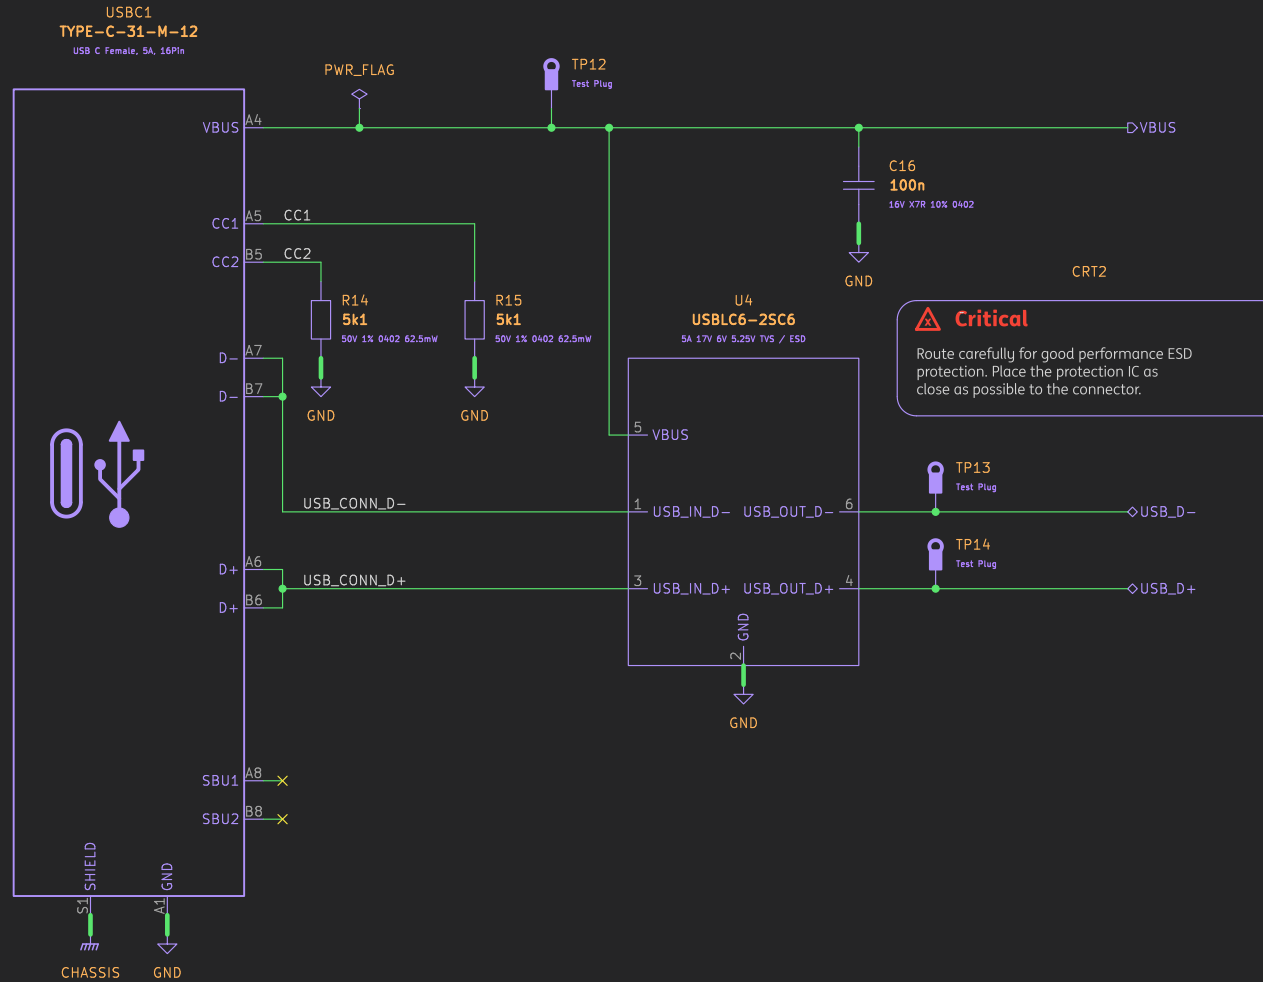 USBC1
TYPE-C-31-M-12
USB C Female, 5A, 16Pin
PWR_FLAG
TP12
Test Plug
VBUS
A4
VBUS
C16
100n
16V X7R 10% 0402
GND
CC1
A5
CC1
CC2
B5
CC2
R14
5k1
50V 1% 0402 62.5mW
GND
R15
5k1
50V 1% 0402 62.5mW
GND
U4
USBLC6-2SC6
5A 17V 6V 5.25V TVS / ESD
CRT2
Critical
Route carefully for good performance ESD
protection. Place the protection IC as
close as possible to the connector.
D-
A7
D-
B7
5
VBUS
USB_CONN_D-
1
USB_IN_D-
USB_OUT_D-
6
TP13
Test Plug
USB_D-
D+
A6
D+
B6
USB_CONN_D+
3
USB_IN_D+
USB_OUT_D+
4
TP14
Test Plug
USB_D+
GND
2
GND
SBU1
A8
SBU2
B8
SHIELD
S1
CHASSIS
GND
A1
GND